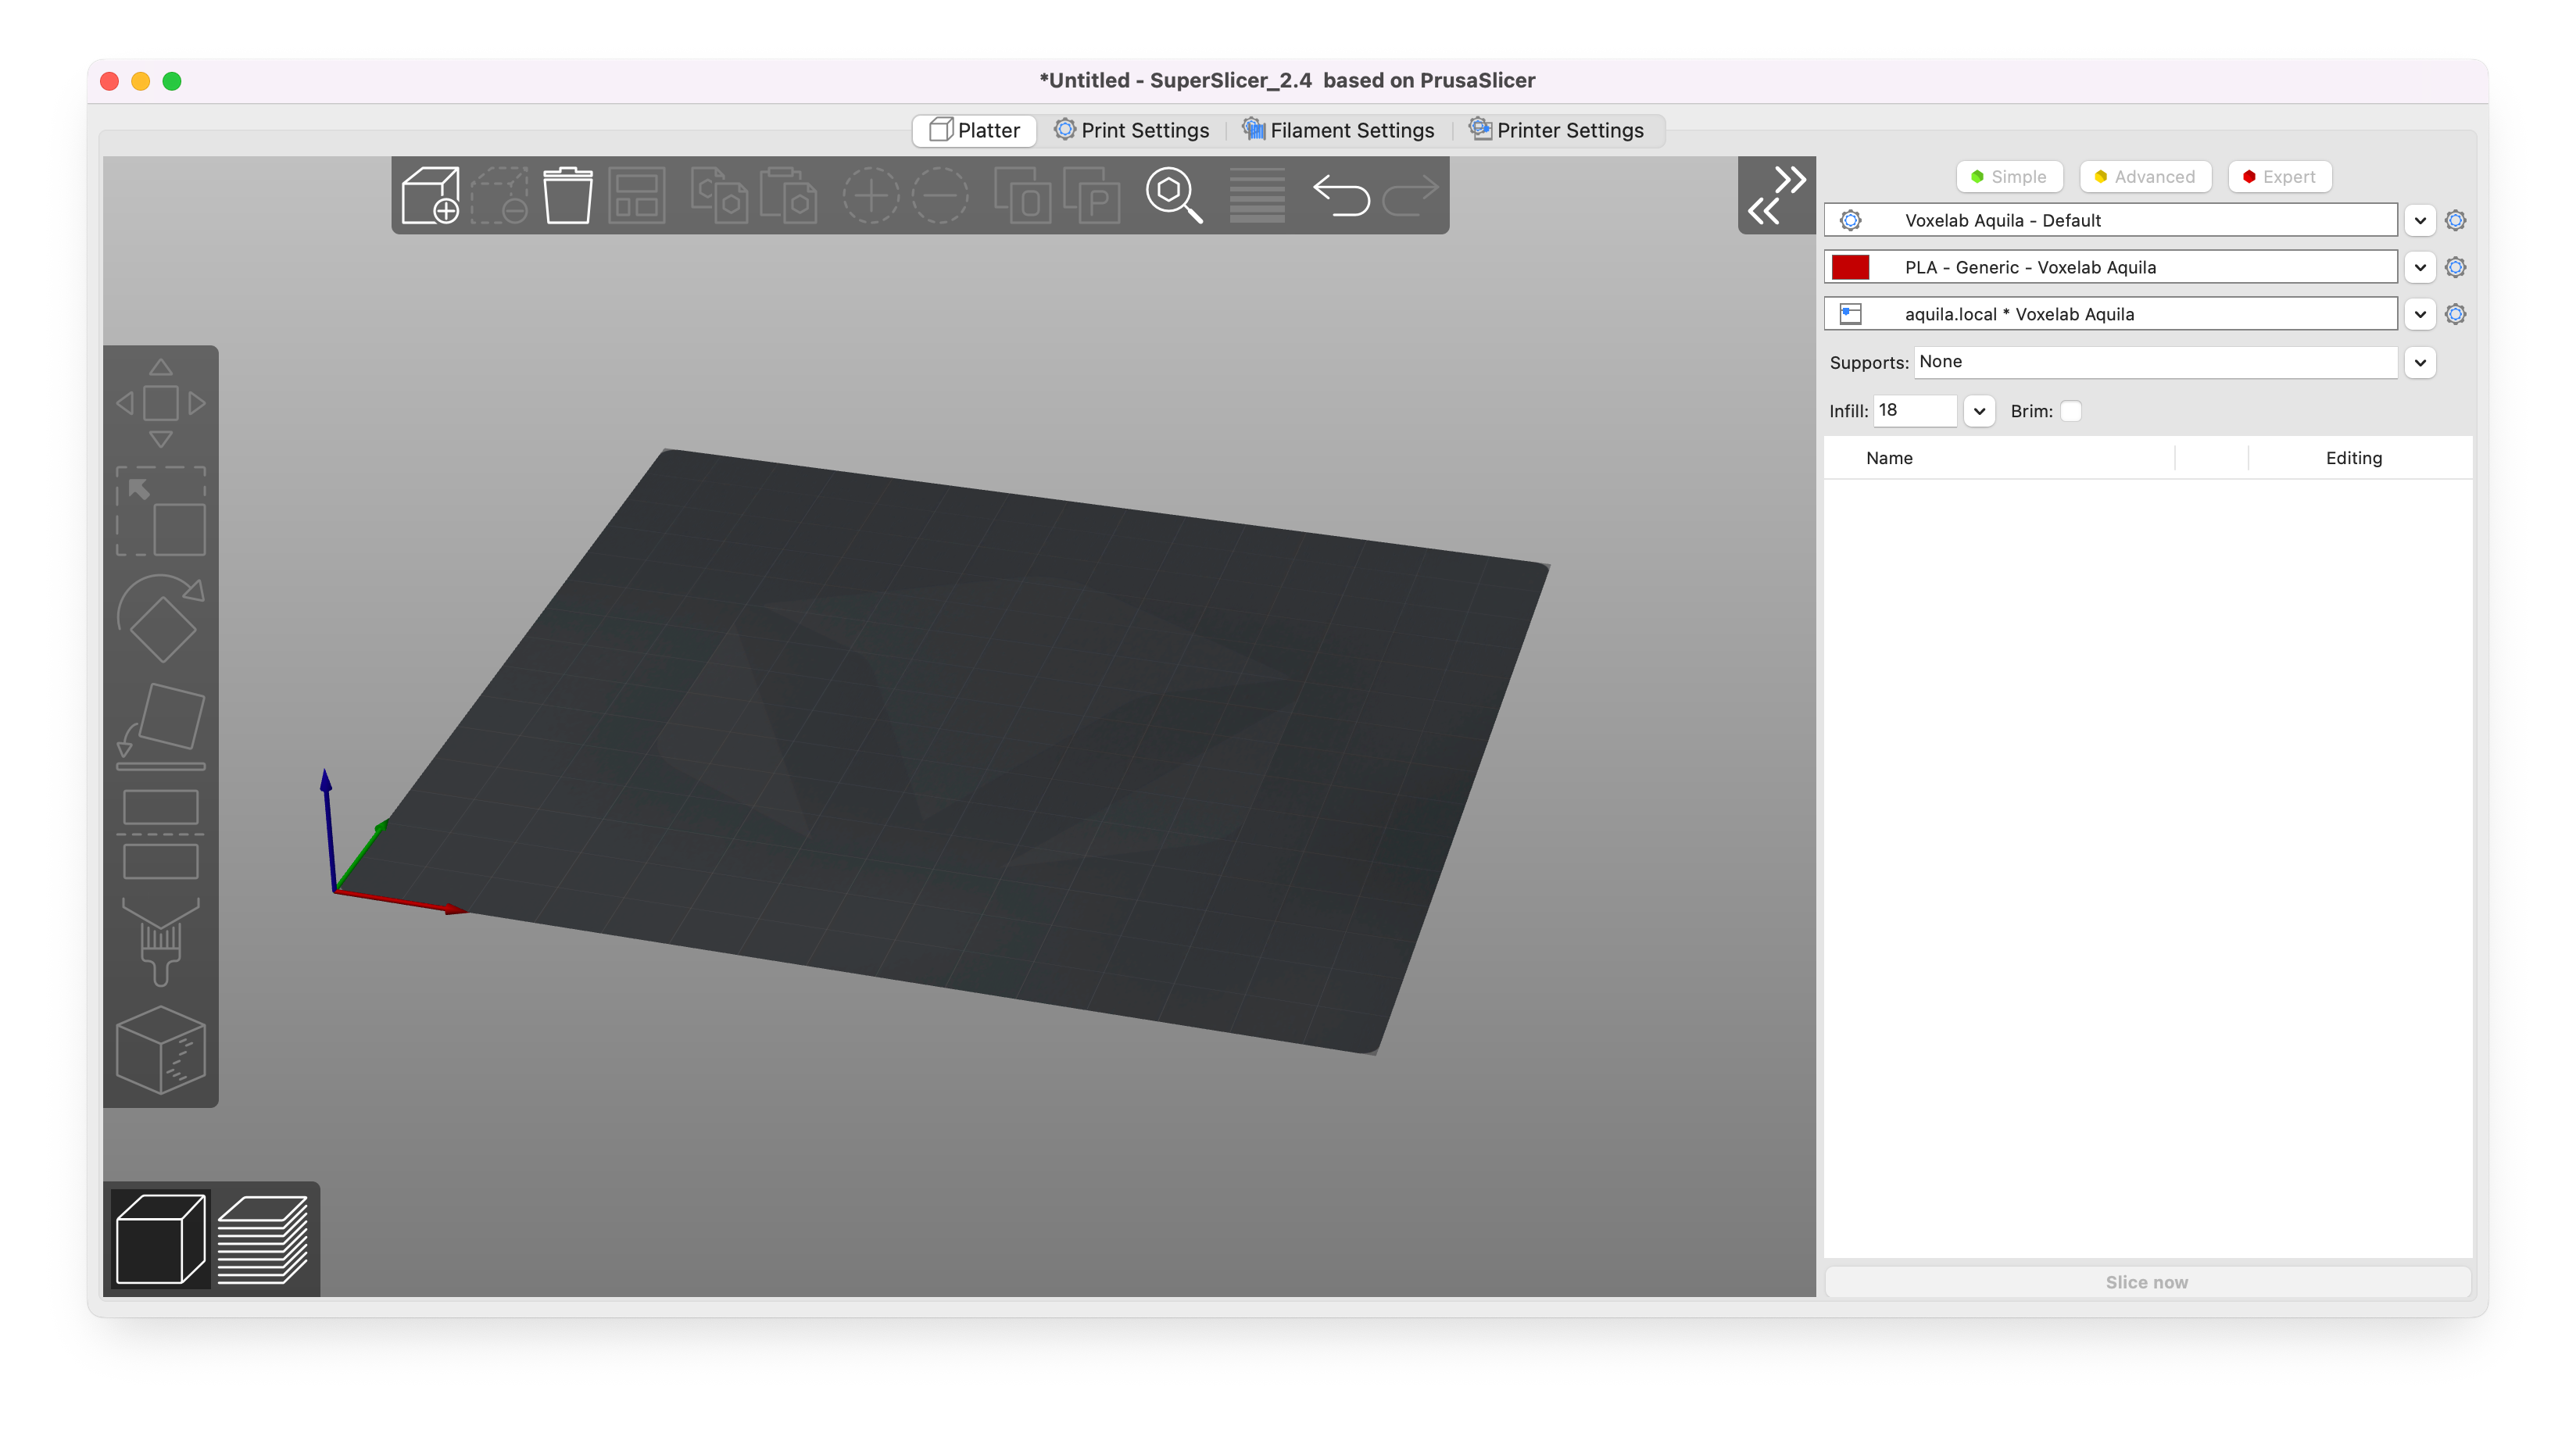 *Untitled - SuperSlicer_2.4  based on PrusaSlicer
Platter Print Settings Filament Settings Printer Settings
Simple Advanced Expert
Voxelab Aquila - Default
PLA - Generic - Voxelab Aquila
aquila.local * Voxelab Aquila
Supports: None
Infill: 18 Brim:
Name Editing
O P
Slice now